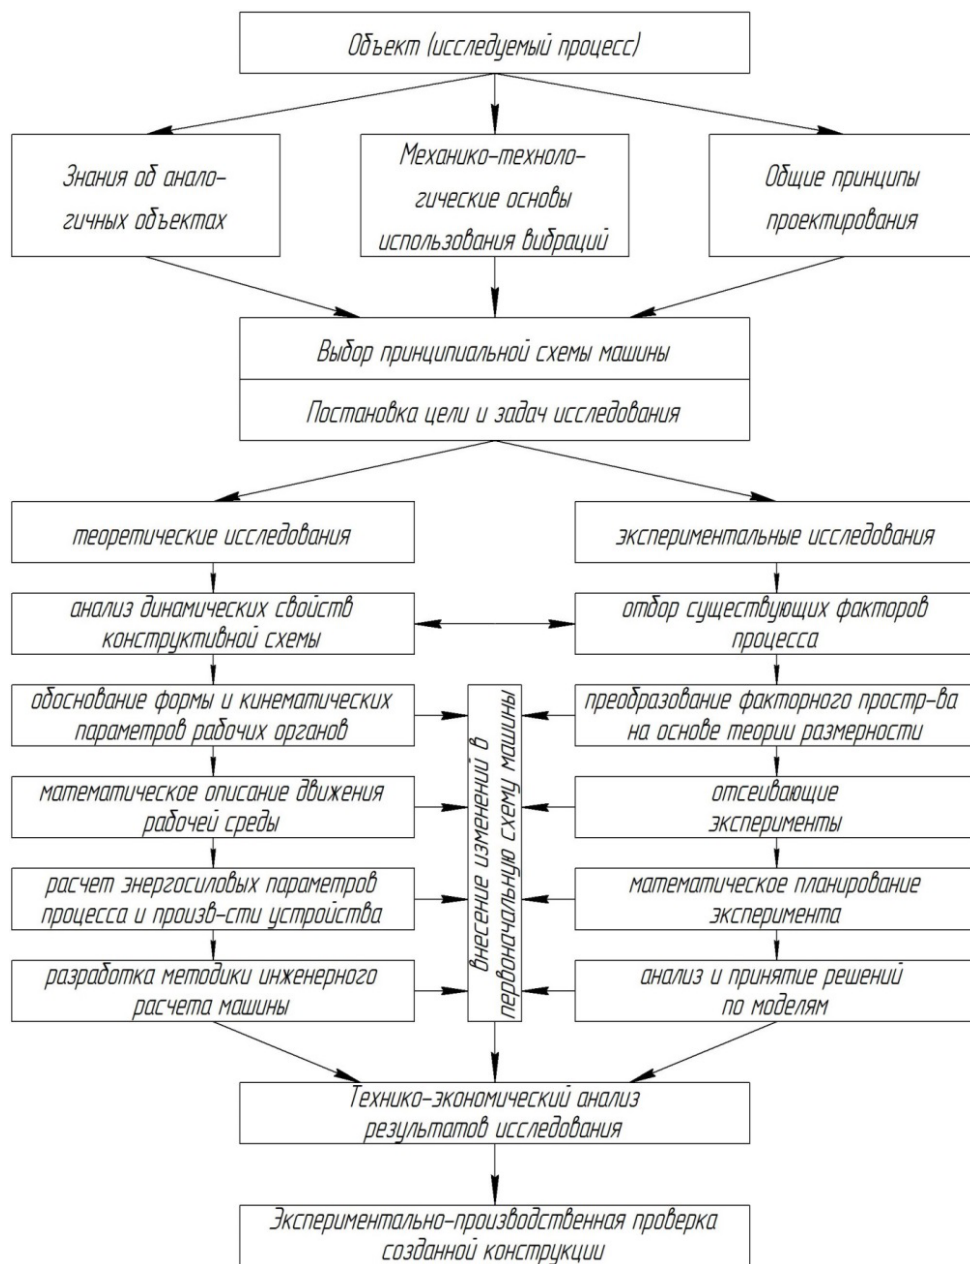 Объект (исследуемый процесс)
Знания об анало-
гичных объектах
Механико-техноло-
гические основы
использования вибраций
Общие принципы
проектирования
Выбор принципиальной схемы машины
Постановка цели и задач исследования
теоретические исследования
экспериментальные исследования
анализ динамических свойств
конструктивной схемы
отбор существующих факторов
процесса
обоснование формы и кинематических
параметров рабочих органов
преобразование факторного простр-ва
на основе теории размерности
математическое описание движения
рабочей среды
отсеивающие
эксперименты
расчет энергосиловых параметров
процесса и произв-сти устройства
математическое планирование
эксперимента
разработка методики инженерного
расчета машины
анализ и принятие решений
по моделям
внесение изменений в
первоначальную схему машины
Технико-экономический анализ
результатов исследования
Экспериментально-производственная проверка
созданной конструкции